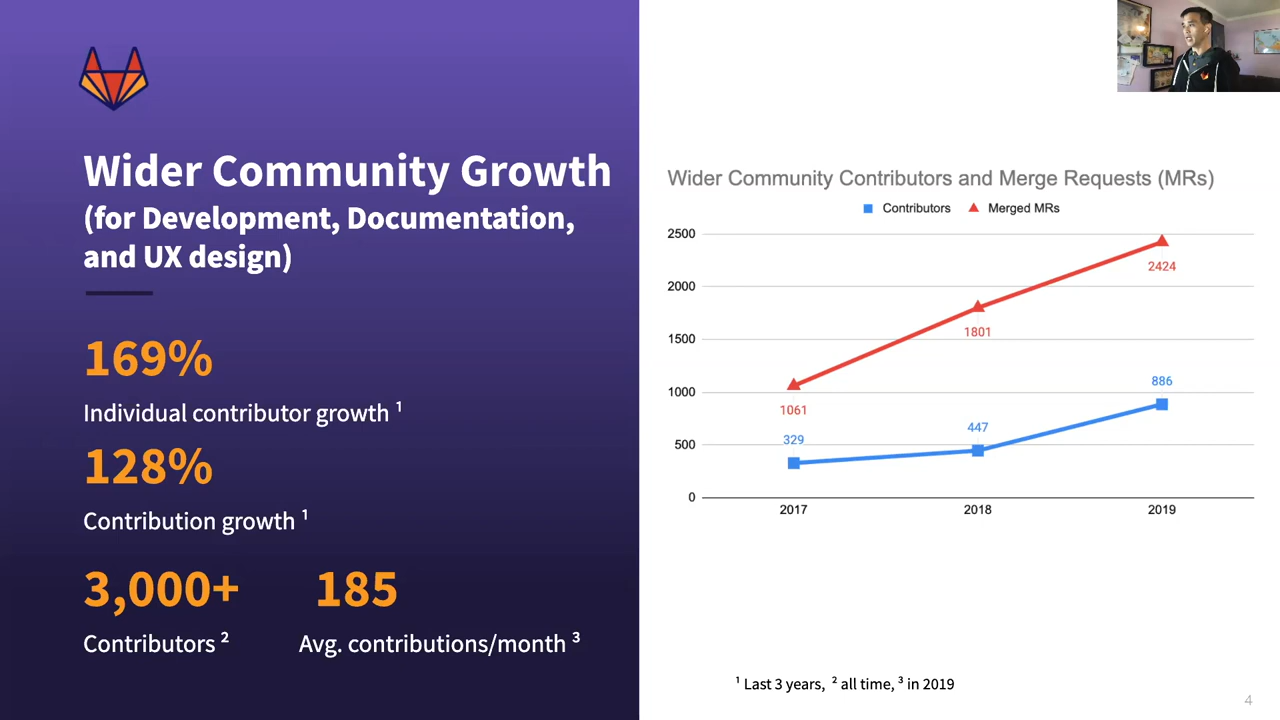 Wider Community Growth
(for Development, Documentation,
and UX design)
169%
Individual contributor growth ¹
128%
Contribution growth ¹
3,000+
Contributors ²
185
Avg. contributions/month ³
Wider Community Contributors and Merge Requests (MRs)
Contributors
Merged MRs
2500
2000
1500
1000
500
0
2424
1801
1061
886
447
329
2017
2018
2019
¹ Last 3 years, ² all time, ³ in 2019
4